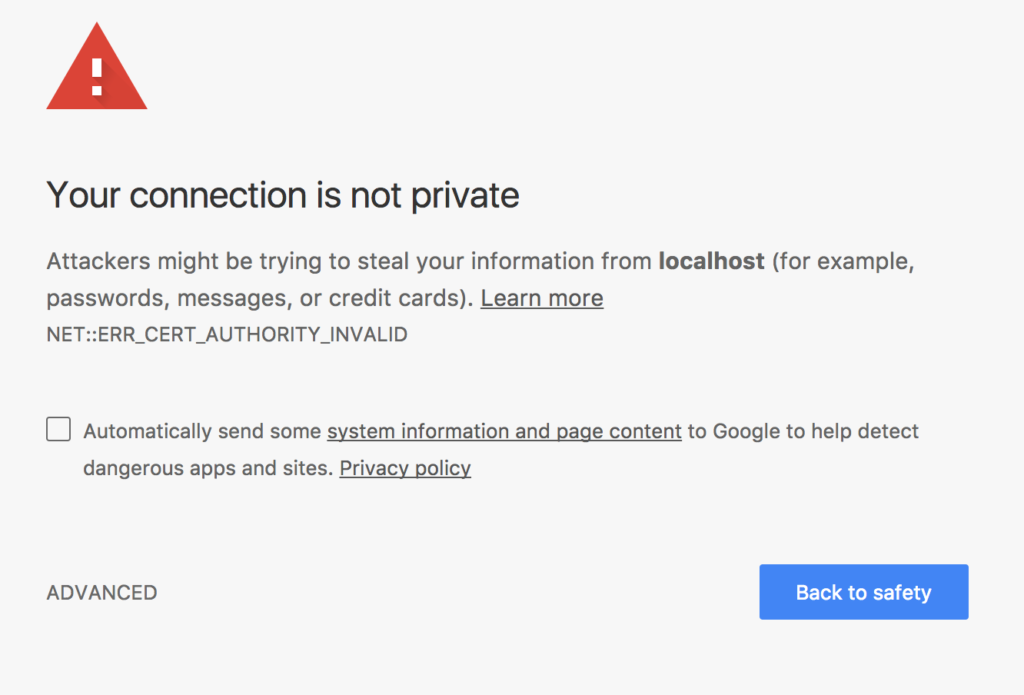 Your connection is not private
Attackers might be trying to steal your information from localhost (for example,
passwords, messages, or credit cards). Learn more
NET::ERR_CERT_AUTHORITY_INVALID
Automatically send some system information and page content to Google to help detect
dangerous apps and sites. Privacy policy
ADVANCED
Back to safety